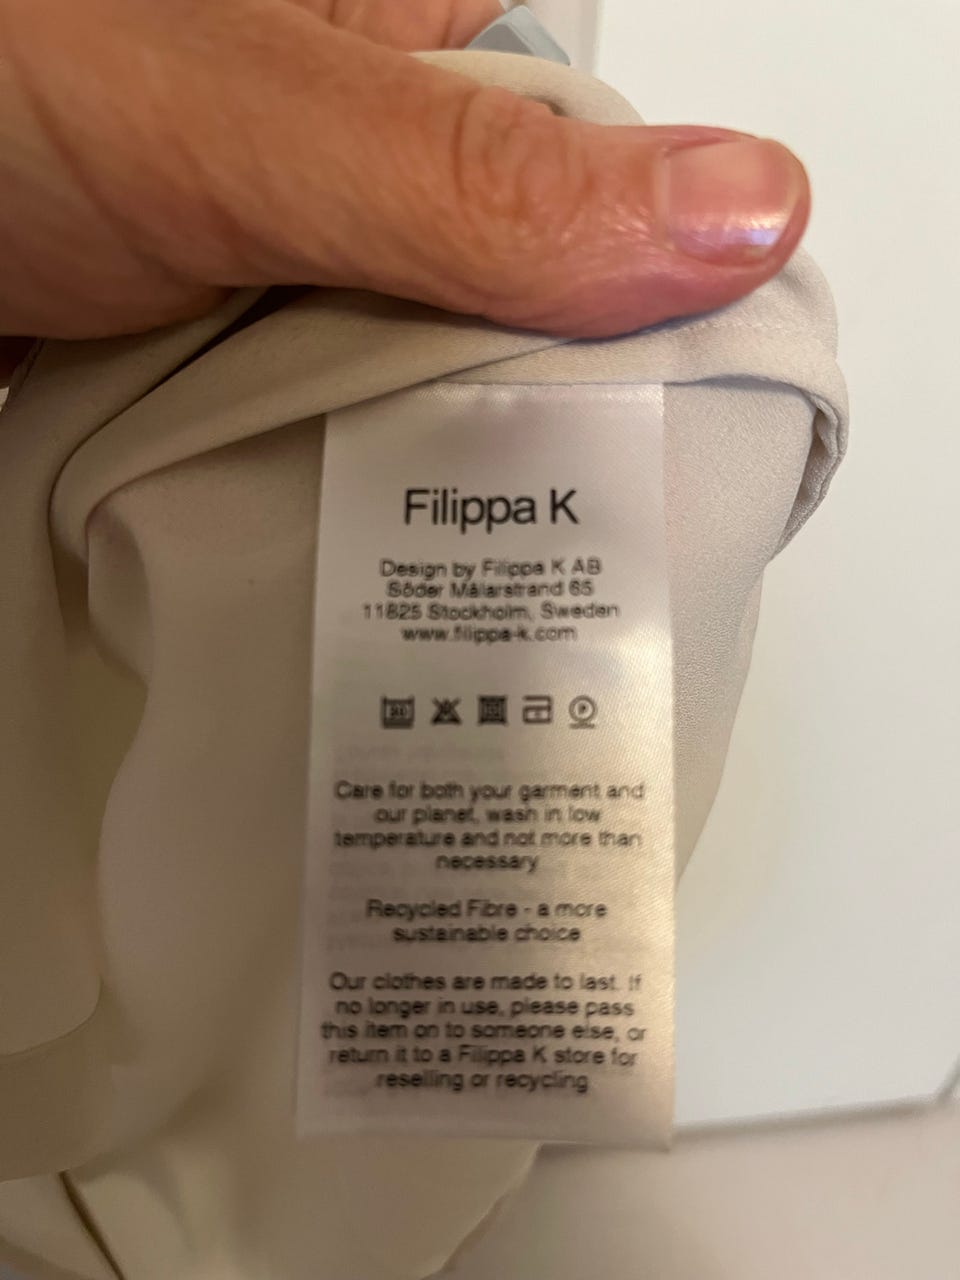 Filippa K
Design by Filippa K AB
Söder Mälarstrand 65
11825 Stockholm, Sweden
www.filippa-k.com
30
P
Care for both your garment and
our planet, wash in low
temperature and not more than
necessary
Recycled Fibre - a more
sustainable choice
Our clothes are made to last. If
no longer in use, please pass
this item on to someone else, or
return it to a Filippa K store for
reselling or recycling